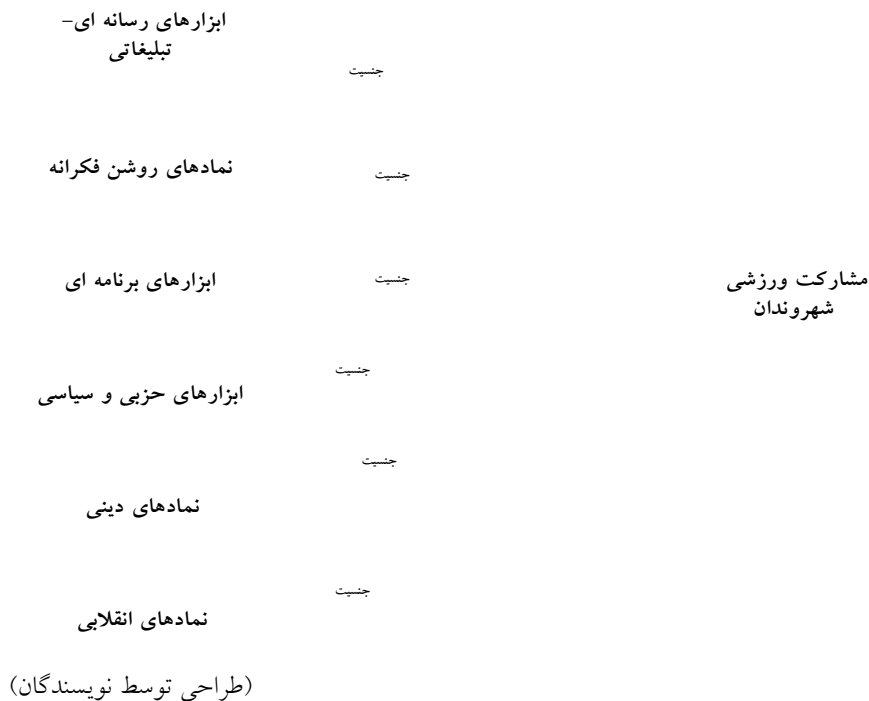 ابزارهای رسانه ای-
تبلیغاتی
جنسیت
نمادهای روشن فکرانه
جنسیت
ابزارهای برنامه ای
جنسیت
مشارکت ورزشی
شهروندان
جنسیت
ابزارهای حزبی و سیاسی
جنسیت
نمادهای دینی
جنسیت
نمادهای انقلابی
(طراحی توسط نویسندگان)